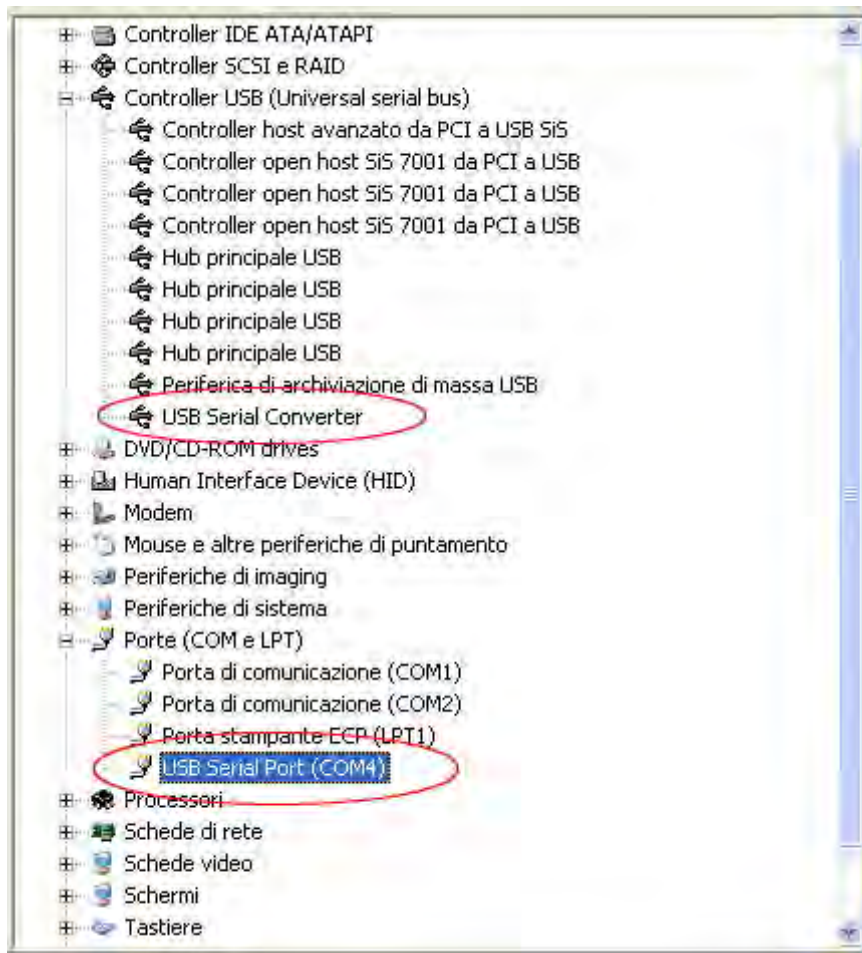 Controller IDE ATA/ATAPI
Controller SCSI e RAID
Controller USB (Universal serial bus)
Controller host avanzato da PCI a USB SiS
Controller open host SiS 7001 da PCI a USB
Controller open host SiS 7001 da PCI a USB
Controller open host SiS 7001 da PCI a USB
Hub principale USB
Hub principale USB
Hub principale USB
Hub principale USB
Periferica di archiviazione di massa USB
USB Serial Converter
DVD/CD-ROM drives
Human Interface Device (HID)
Modem
Mouse e altre periferiche di puntamento
Periferiche di imaging
Periferiche di sistema
Porte (COM e LPT)
Porta di comunicazione (COM1)
Porta di comunicazione (COM2)
Porta stampante ECP (LPT1)
USB Serial Port (COM4)
Processori
Schede di rete
Schede video
Schermi
Tastiere